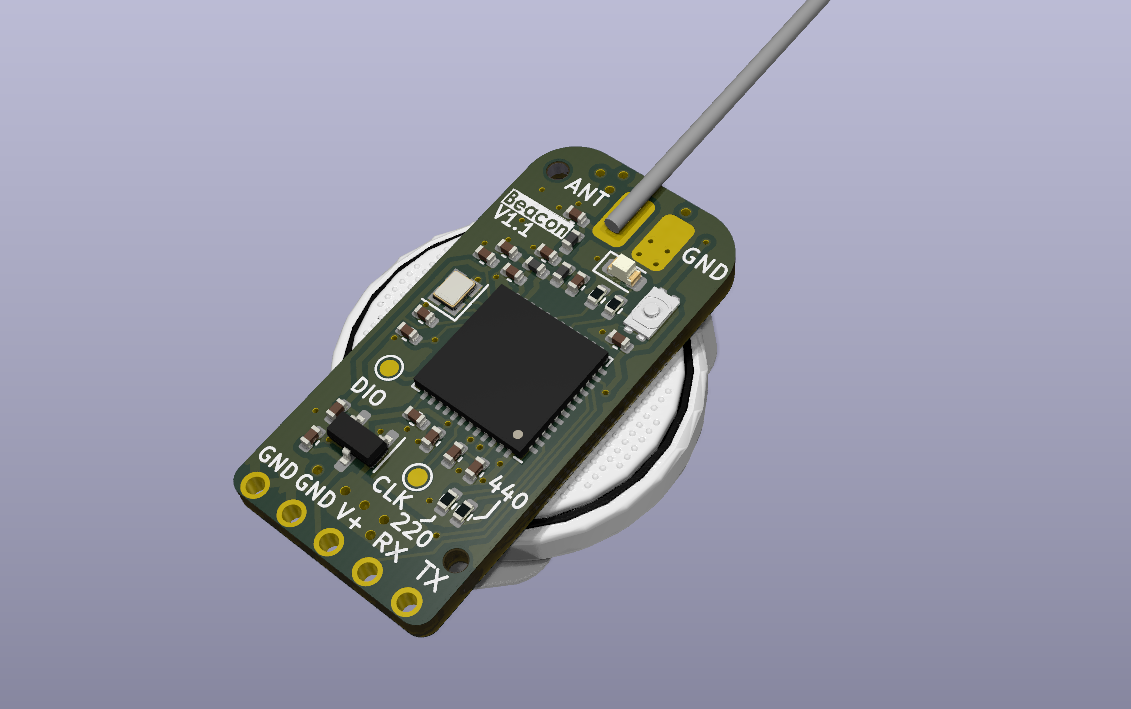 ANT
Beacon
V1.1
GND
DIO
GND
GND
V+
CLK
220
440
RX
TX